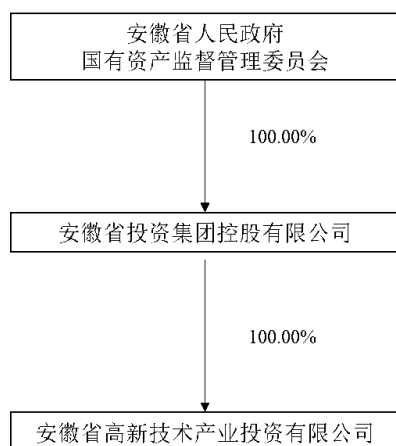 安徽省人民政府
国有资产监督管理委员会
100.00%
安徽省投资集团控股有限公司
100.00%
安徽省高新技术产业投资有限公司